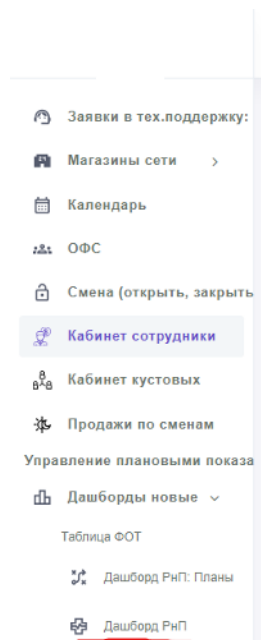 Заявки в тех.поддержку:
Магазины сети
Календарь
ОФС
Смена (открыть, закрыть
Кабинет сотрудники
Кабинет кустовых
Продажи по сменам
Управление плановыми показа
Дашборды новые
Таблица ФОТ
Дашборд РнП: Планы
Дашборд РнП